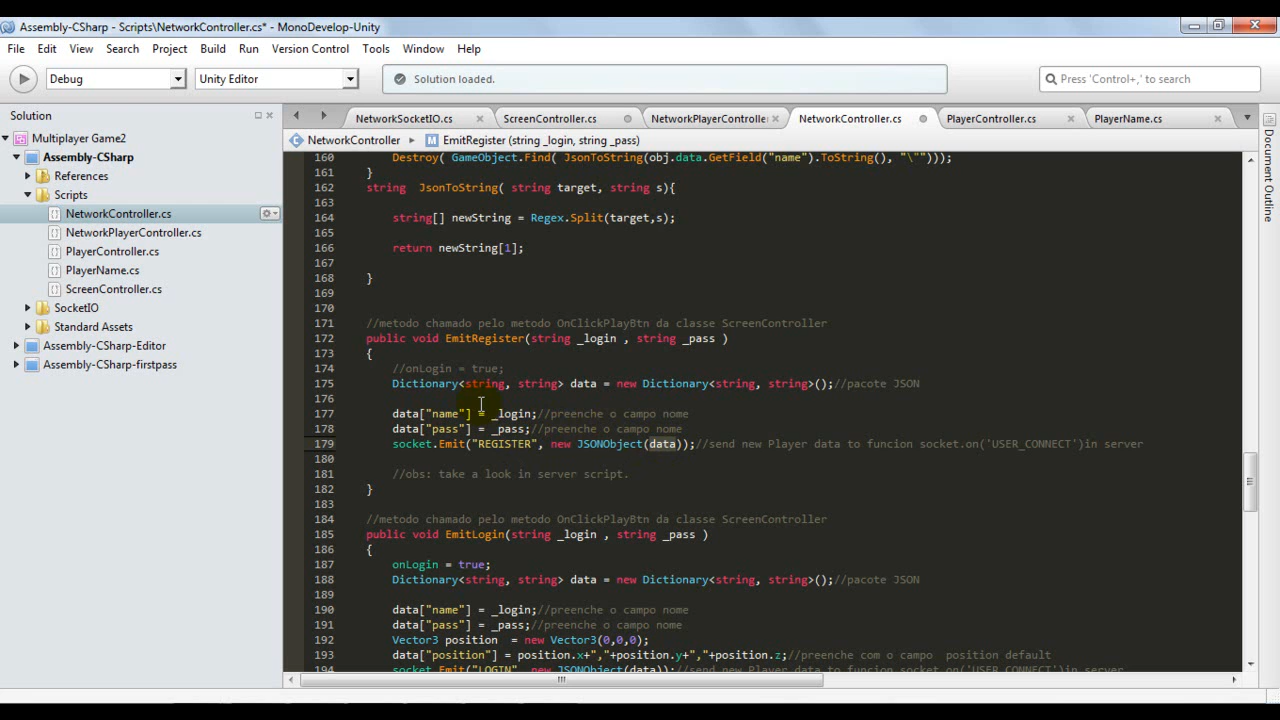 Assembly-CSharp - Scripts\NetworkController.cs* - MonoDevelop-Unity
File Edit View Search Project Build Run Version Control Tools Window Help
Debug Unity Editor Solution loaded. Press 'Control+,' to search
Solution
Multiplayer Game2
Assembly-CSharp
References
Scripts
NetworkController.cs
NetworkPlayerController.cs
PlayerController.cs
PlayerName.cs
ScreenController.cs
SocketIO
Standard Assets
Assembly-CSharp-Editor
Assembly-CSharp-firstpass
NetworkSocketIO.cs ScreenController.cs NetworkPlayerController NetworkController.cs PlayerController.cs PlayerName.cs
NetworkController EmitRegister (string _login, string _pass)
160 Destroy( GameObject.Find( JsonToString(obj.data.GetField("name").ToString(), "\"")));
161 }
162 string  JsonToString( string target, string s){
163
164 string[] newString = Regex.Split(target,s);
165
166 return newString[1];
167
168 }
169
170
171 //metodo chamado pelo metodo OnClickPlayBtn da classe ScreenController
172 public void EmitRegister(string _login , string _pass )
173 {
174 //onLogin = true;
175 Dictionary<string, string> data = new Dictionary<string, string>();//pacote JSON
176
177 data["name"] = _login;//preenche o campo nome
178 data["pass"] = _pass;//preenche o campo nome
179 socket.Emit("REGISTER", new JSONObject(data));//send new Player data to funcion socket.on('USER_CONNECT')in server
180
181 //obs: take a look in server script.
182 }
183
184 //metodo chamado pelo metodo OnClickPlayBtn da classe ScreenController
185 public void EmitLogin(string _login , string _pass )
186 {
187 onLogin = true;
188 Dictionary<string, string> data = new Dictionary<string, string>();//pacote JSON
189
190 data["name"] = _login;//preenche o campo nome
191 data["pass"] = _pass;//preenche o campo nome
192 Vector3 position  = new Vector3(0,0,0);
193 data["position"] = position.x+","+position.y+","+position.z;//preenche com o campo  position default
194 socket.Emit("LOGIN", new JSONObject(data));//send new Player data to funcion socket.on('USER_CONNECT')in server
Document Outline